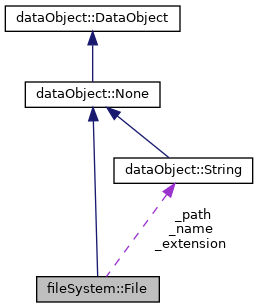 dataObject::DataObject
dataObject::None
dataObject::String
_path
_name
_extension
fileSystem::File